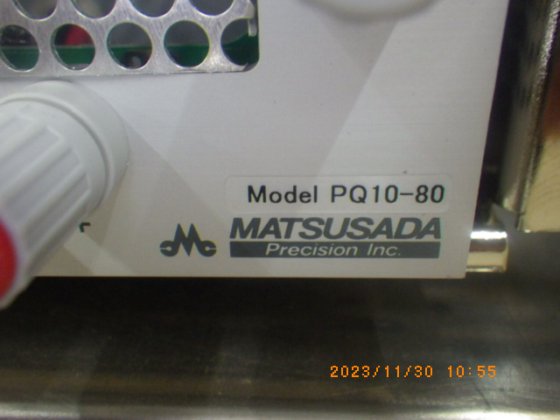 Model PQ10-80
MATSUSADA
Precision Inc.
2023/11/30 10:55